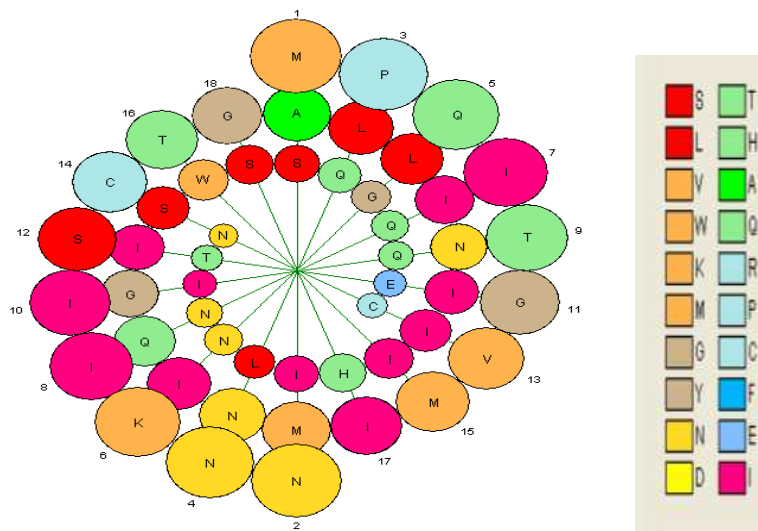 1
3
M
5
P
18
16 G A L Q
T
7
14 S S L I
C W Q G I
S Q
12 S I T N Q N T 9
10 I G I E I G 11
N C I
8 I Q N I V 13
I L I H
K N M I M 15
6 17
N N
4
2
S T
L H
V A
A Q
W R
K P
M C
G F
Y E
N I
D